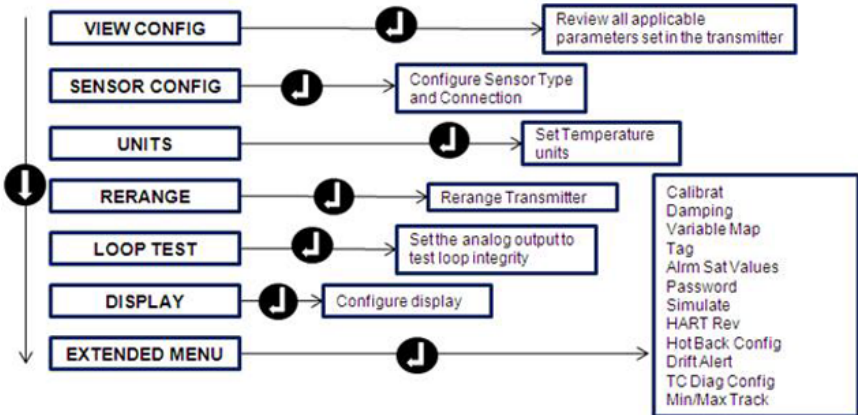 VIEW CONFIG
Review all applicable
parameters set in the transmitter
SENSOR CONFIG
Configure Sensor Type
and Connection
UNITS
Set Temperature
units
RERANGE
Rerange Transmitter
LOOP TEST
Set the analog output to
test loop integrity
DISPLAY
Configure display
EXTENDED MENU
Calibrat
Damping
Variable Map
Tag
Alrm Sat Values
Password
Simulate
HART Rev
Hot Back Config
Drift Alert
TC Diag Config
Min/Max Track